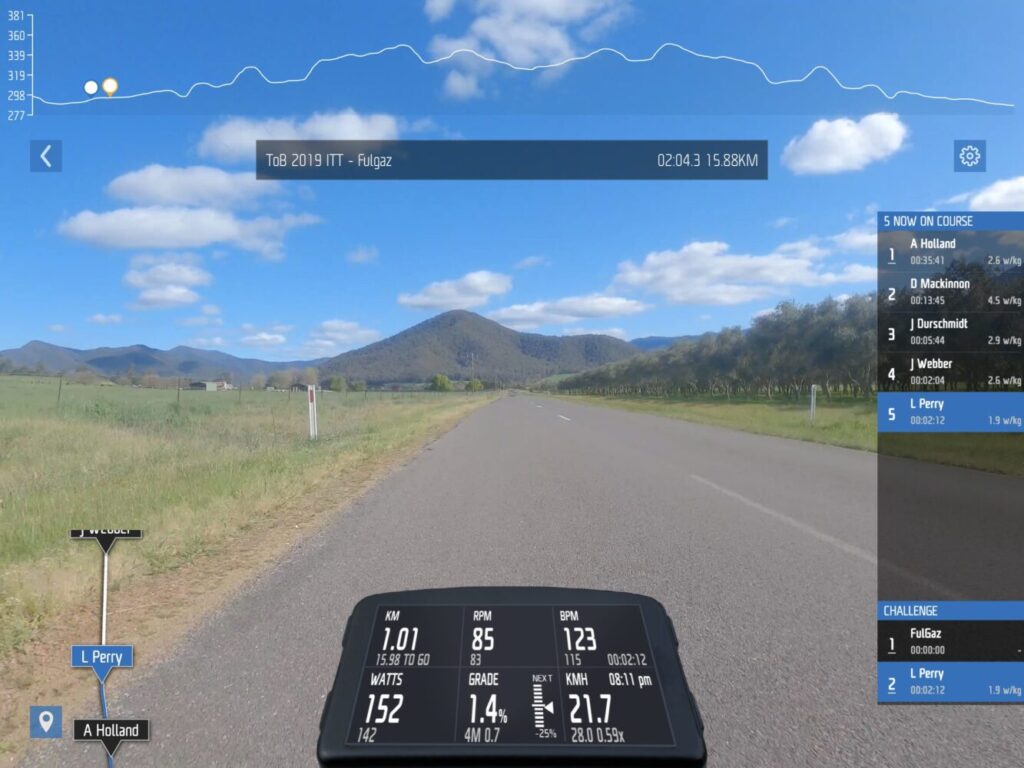 381
360
339
319
298
277
ToB 2019 ITT - Fulgaz 02:04.3 15.88KM
5 NOW ON COURSE
1 A Holland
00:35:41 2.6 w/kg
2 D Mackinnon
00:13:45 4.5 w/kg
3 J Durschmidt
00:05:44 2.9 w/kg
4 J Webber
00:02:04 2.6 w/kg
5 L Perry
00:02:12 1.9 w/kg
J Webber
L Perry
A Holland
KM RPM BPM
1.01 85 123
15.98 TO GO 83 115 00:02:12
WATTS GRADE NEXT KMH 08:11 pm
152 1.4% 21.7
142 4M 0.7 -25% 28.0 0.59x
CHALLENGE
1 FulGaz
00:00:00 -
2 L Perry
00:02:12 1.9 w/kg